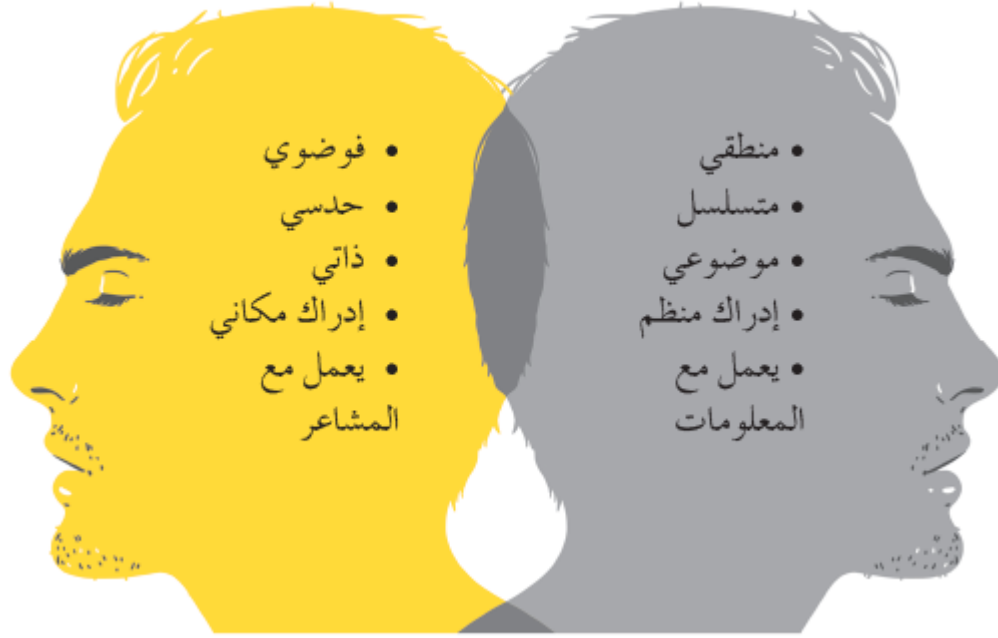 • منطقي
• متسلسل
• موضوعي
• إدراك منظم
• يعمل مع
المعلومات
• فوضوي
• حدسي
• ذاتي
• إدراك مكاني
• يعمل مع
المشاعر